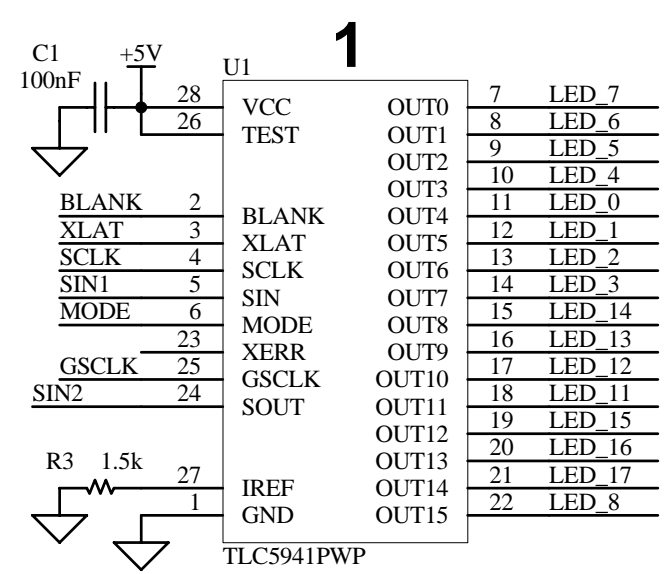 1
C1 +5V
100nF
U1
28 VCC OUT0 7 LED_7
26 TEST OUT1 8 LED_6
OUT2 9 LED_5
OUT3 10 LED_4
BLANK 2 BLANK OUT4 11 LED_0
XLAT 3 XLAT OUT5 12 LED_1
SCLK 4 SCLK OUT6 13 LED_2
SIN1 5 SIN OUT7 14 LED_3
MODE 6 MODE OUT8 15 LED_14
23 XERR OUT9 16 LED_13
GSCLK 25 GSCLK OUT10 17 LED_12
SIN2 24 SOUT OUT11 18 LED_11
OUT12 19 LED_15
OUT13 20 LED_16
R3 1.5k 27 IREF OUT14 21 LED_17
1 GND OUT15 22 LED_8
TLC5941PWP